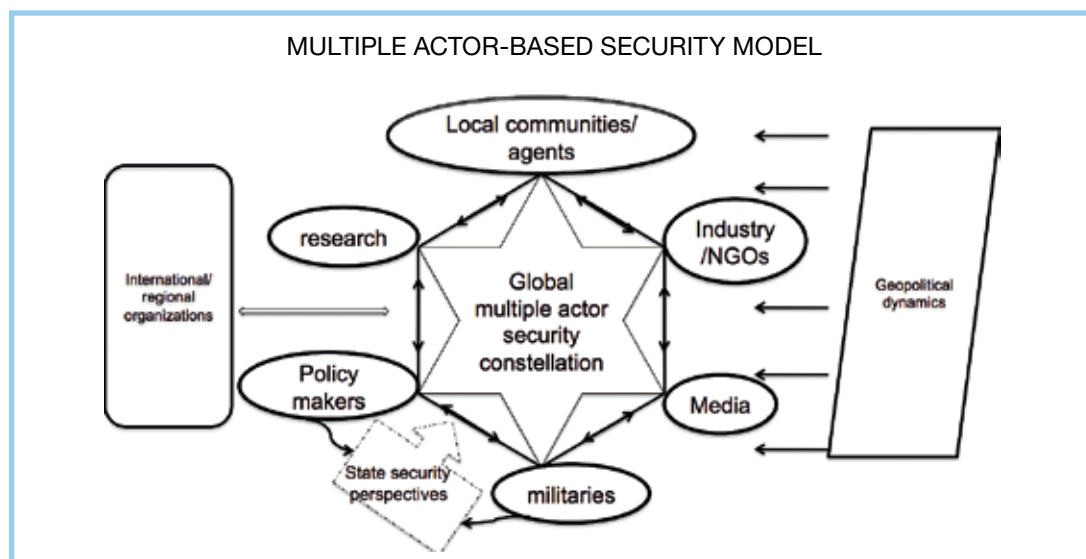 MULTIPLE ACTOR-BASED SECURITY MODEL
Local communities/
agents
research
Industry
/NGOs
International/
regional
organizations
Global
multiple actor
security
constellation
Geopolitical
dynamics
Policy
makers
Media
State security
perspectives
militaries